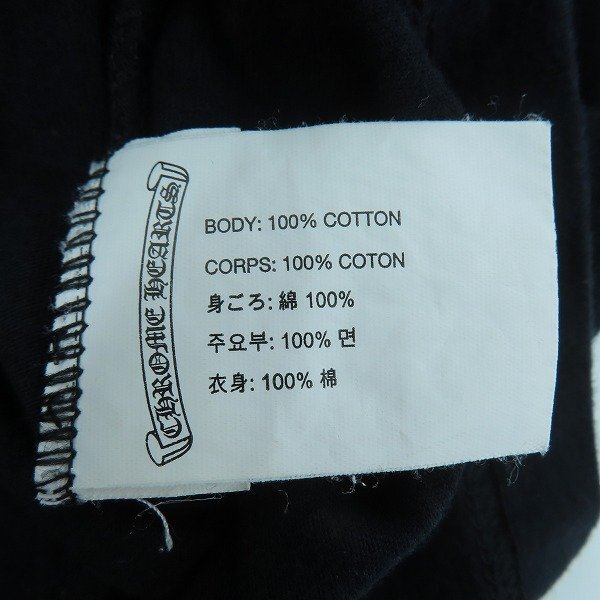 CHROME HEARTS
BODY: 100% COTTON
CORPS: 100% COTON
身ごろ: 綿 100%
주요부: 100% 면
衣身: 100% 棉